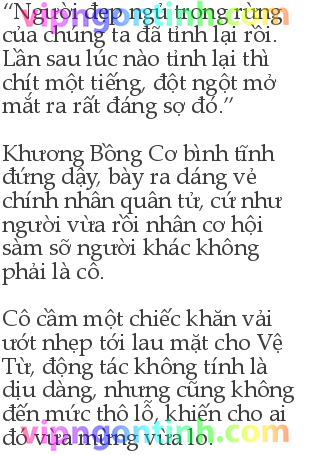 “Người đẹp ngủ trong rừng
của chúng ta đã tỉnh lại rồi.
Lần sau lúc nào tỉnh lại thì
chít một tiếng, đột ngột mở
mắt ra rất đáng sợ đó.”
Khương Bồng Cơ bình tĩnh
đứng dậy, bày ra dáng vẻ
chính nhân quân tử, cứ như
người vừa rồi nhân cơ hội
sàm sỡ người khác không
phải là cô.
Cô cầm một chiếc khăn vải
ướt nhẹp tới lau mặt cho Vệ
Từ, động tác không tính là
dịu dàng, nhưng cũng không
đến mức thô lỗ, khiến cho ai
đó vừa mừng vừa lo.
vipngontinh.com
vipngontinh.com